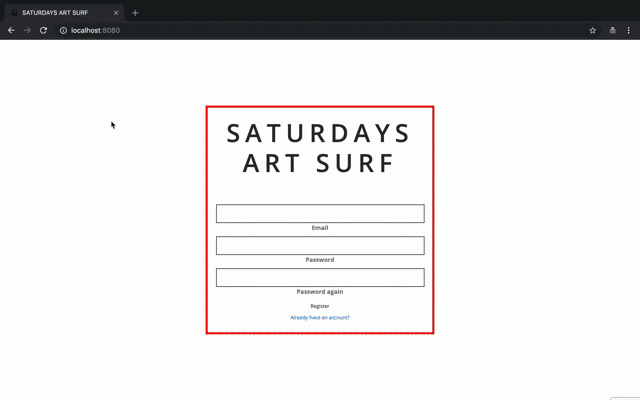 SATURDAYS ART SURF
localhost:8080
SATURDAYS
ART SURF
Email
Password
Password again
Register
Already have an account?